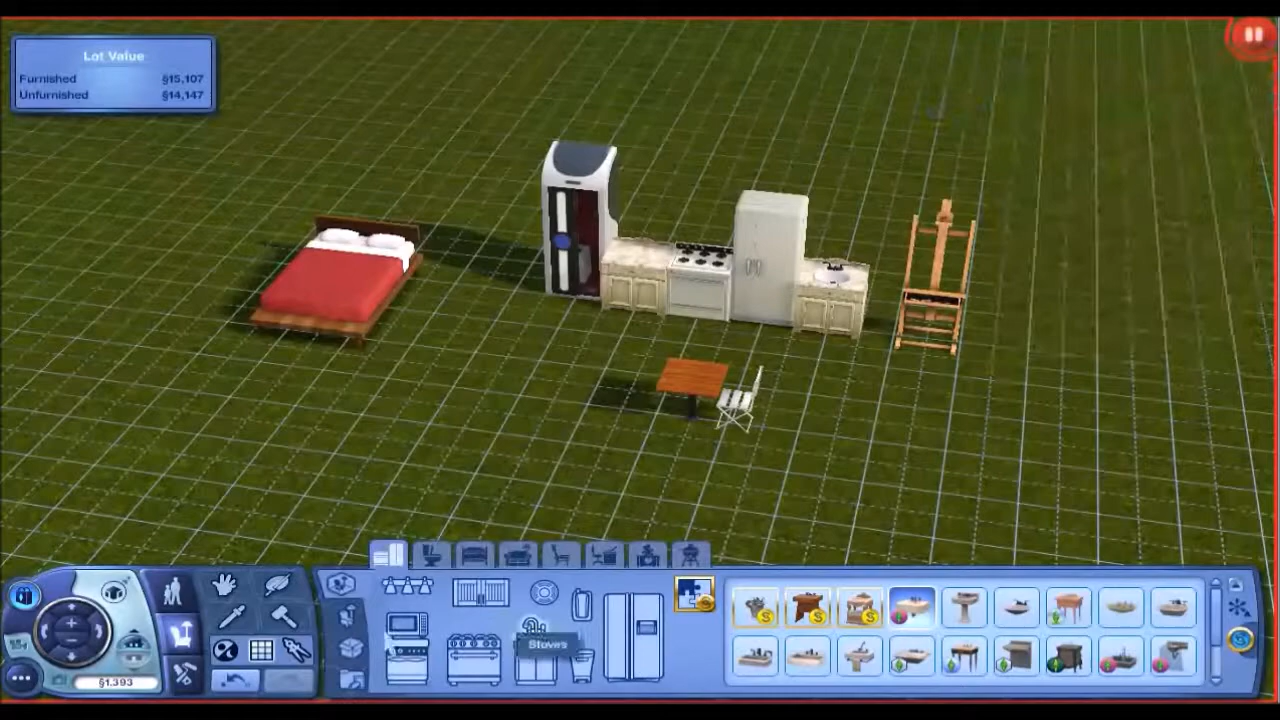 Lot Value
Furnished §15,107
Unfurnished §14,147
Stoves
§1,393